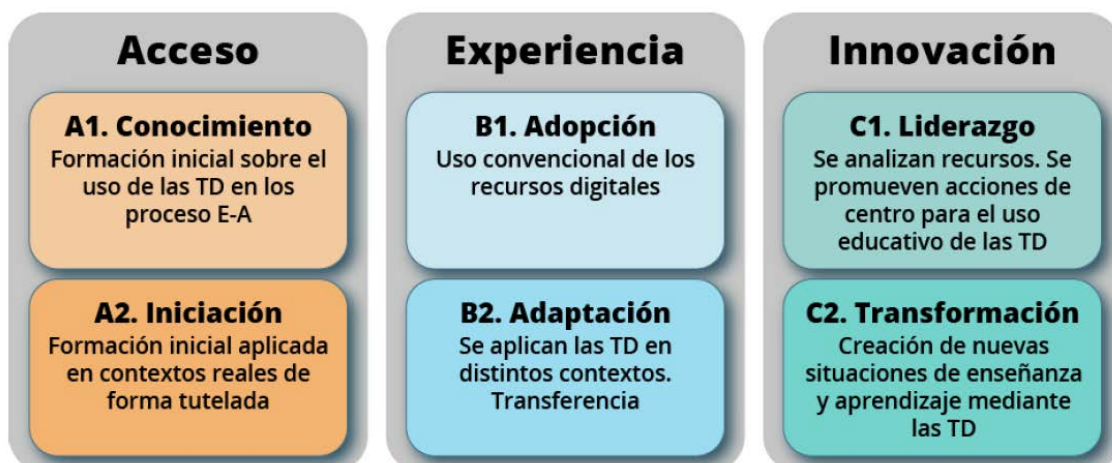 Acceso
A1. Conocimiento
Formación inicial sobre el
uso de las TD en los
proceso E-A
A2. Iniciación
Formación inicial aplicada
en contextos reales de
forma tutelada
Experiencia
B1. Adopción
Uso convencional de los
recursos digitales
B2. Adaptación
Se aplican las TD en
distintos contextos.
Transferencia
Innovación
C1. Liderazgo
Se analizan recursos. Se
promueven acciones de
centro para el uso
educativo de las TD
C2. Transformación
Creación de nuevas
situaciones de enseñanza
y aprendizaje mediante
las TD